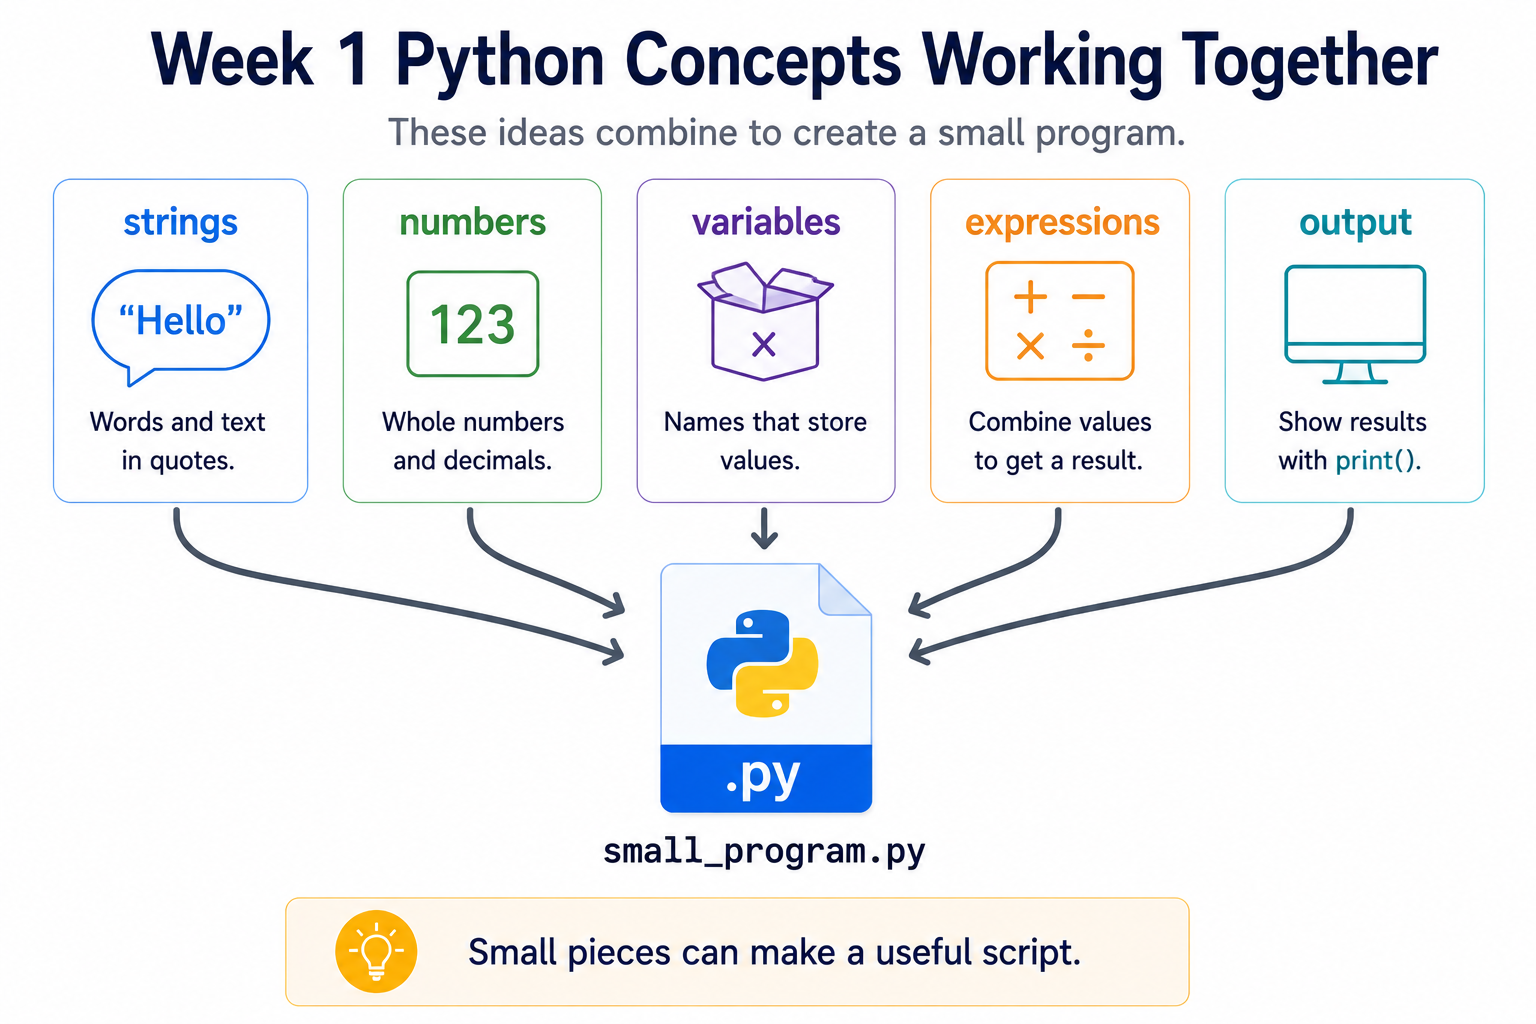 Week 1 Python Concepts Working Together
These ideas combine to create a small program.
strings
“Hello”
Words and text
in quotes.
numbers
123
Whole numbers
and decimals.
variables
x
Names that store
values.
expressions
+ −
× ÷
Combine values
to get a result.
output
Show results
with print().
.py
small_program.py
Small pieces can make a useful script.